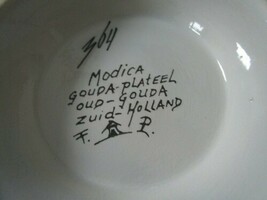 364
MODICA
GOUDA-PLATEEL
OUD-GOUDA
ZUID-HOLLAND
F. P.